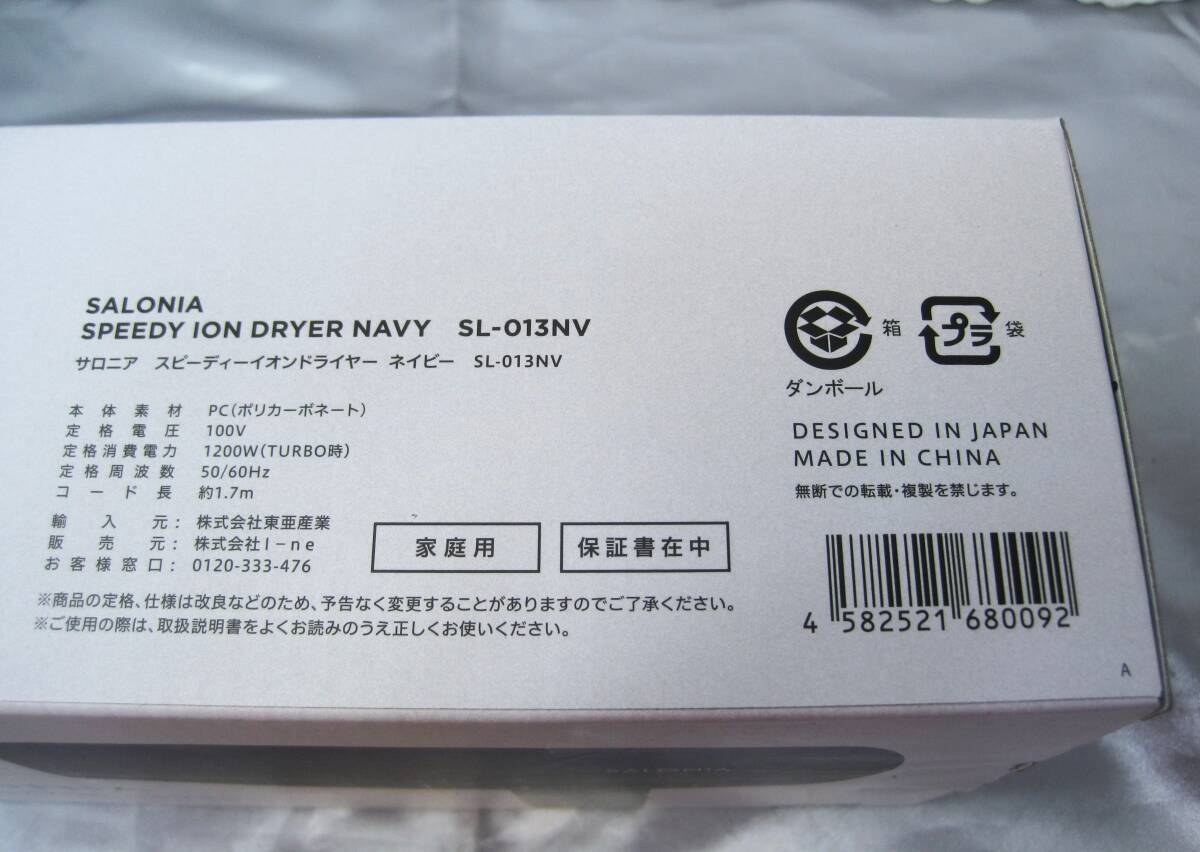 SALONIA
SPEEDY ION DRYER NAVY SL-013NV
サロニア スピーディーイオンドライヤー ネイビー SL-013NV
本体素材 PC(ポリカーボネート)
定格電圧 100V
定格消費電力 1200W(TURBO時)
定格周波数 50/60Hz
コード長 約1.7m
輸入元: 株式会社東亜産業
販売元: 株式会社I-ne
お客様窓口: 0120-333-476
家庭用
保証書在中
※商品の定格、仕様は改良などのため、予告なく変更することがありますのでご了承ください。
※ご使用の際は、取扱説明書をよくお読みのうえ正しくお使いください。
箱
プラ 袋
ダンボール
DESIGNED IN JAPAN
MADE IN CHINA
無断での転載・複製を禁じます。
4 582521 680092
A
SALONIA